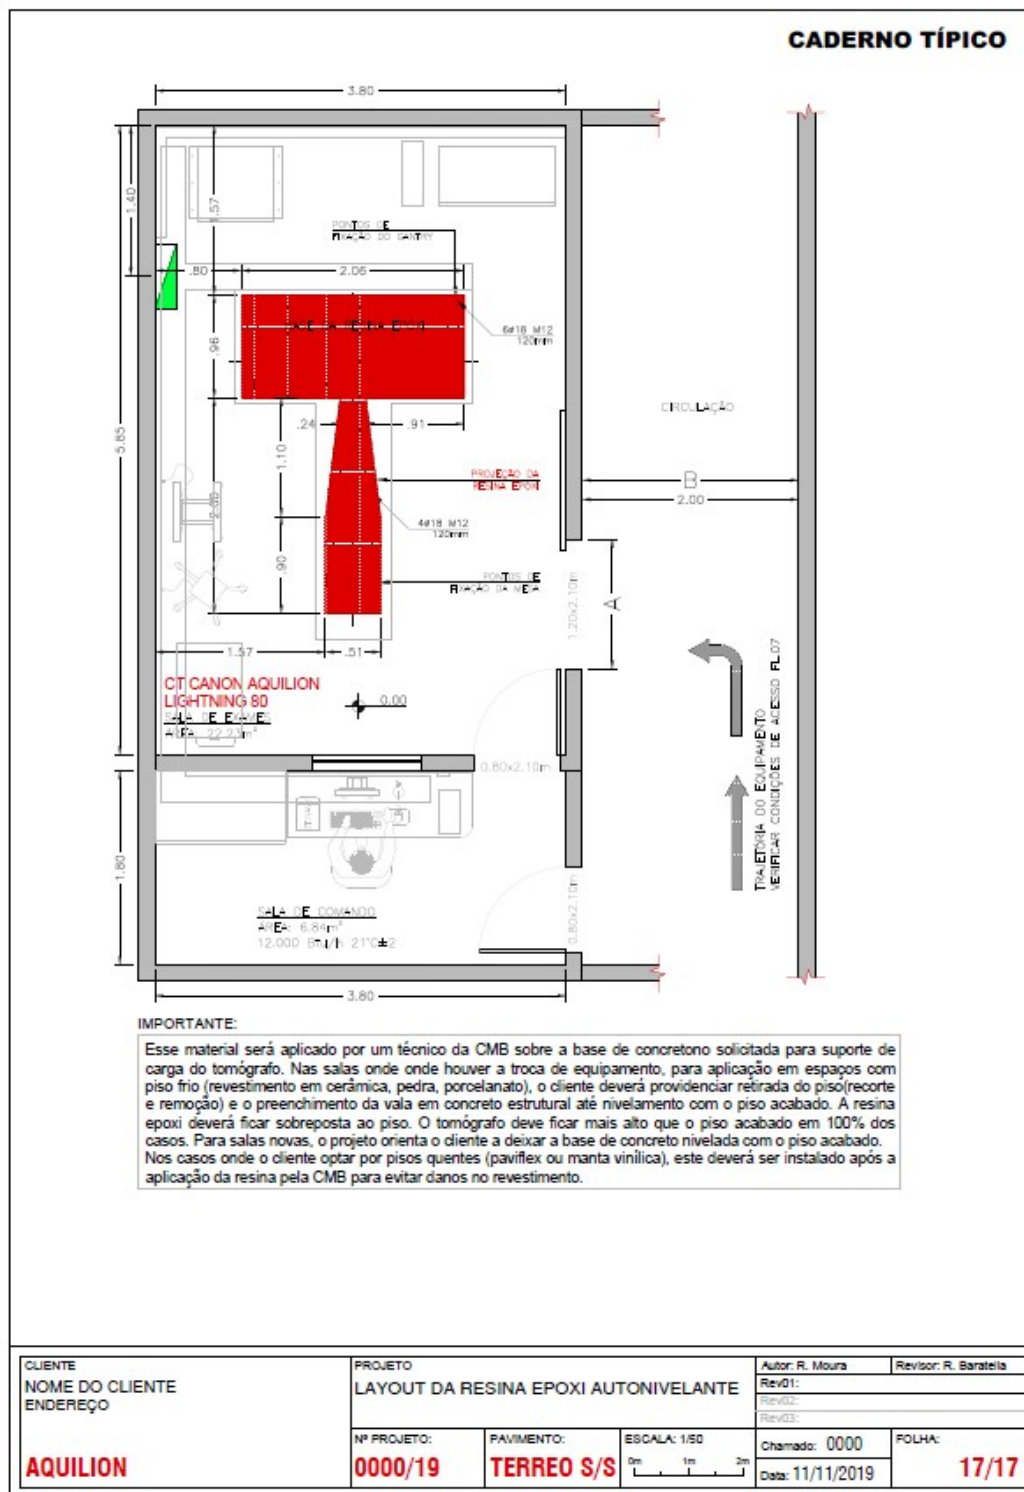 CADERNO TÍPICO
3.80
1.40
1.57
PONTOS DE
FIXAÇÃO DO GANTRY
.80
2.06
BASE DA RESINA EPOXI
6ø18 M12
120mm
.96
CIRCULAÇÃO
.24
.91
5.85
1.10
PROJEÇÃO DA
RESINA EPOXI
B
2.00
2.00
4ø18 M12
120mm
.90
PONTOS DE
FIXAÇÃO DA MESA
1.20x2.10m
A
1.57
.51
CT CANON AQUILION
LIGHTNING 80
SALA DE EXAMES
ÁREA: 22.23m²
0.00
TRAJETÓRIA DO EQUIPAMENTO
VERIFICAR CONDIÇÕES DE ACESSO FL.07
0.80x2.10m
1.80
0.80x2.10m
SALA DE COMANDO
ÁREA: 6.84m²
12.000 Btu/h 21°C±2
3.80
IMPORTANTE:
Esse material será aplicado por um técnico da CMB sobre a base de concretono solicitada para suporte de
carga do tomógrafo. Nas salas onde onde houver a troca de equipamento, para aplicação em espaços com
piso frio (revestimento em cerâmica, pedra, porcelanato), o cliente deverá providenciar retirada do piso(recorte
e remoção) e o preenchimento da vala em concreto estrutural até nivelamento com o piso acabado. A resina
epoxi deverá ficar sobreposta ao piso. O tomógrafo deve ficar mais alto que o piso acabado em 100% dos
casos. Para salas novas, o projeto orienta o cliente a deixar a base de concreto nivelada com o piso acabado.
Nos casos onde o cliente optar por pisos quentes (paviflex ou manta vinílica), este deverá ser instalado após a
aplicação da resina pela CMB para evitar danos no revestimento.
CLIENTE
NOME DO CLIENTE
ENDEREÇO
AQUILION
PROJETO
LAYOUT DA RESINA EPOXI AUTONIVELANTE
Nº PROJETO:
0000/19
PAVIMENTO:
TERREO S/S
ESCALA: 1/50
0m 1m 2m
Autor: R. Moura
Revisor: R. Baratella
Rev01:
Rev02:
Rev03:
Chamado: 0000
Data: 11/11/2019
FOLHA:
17/17